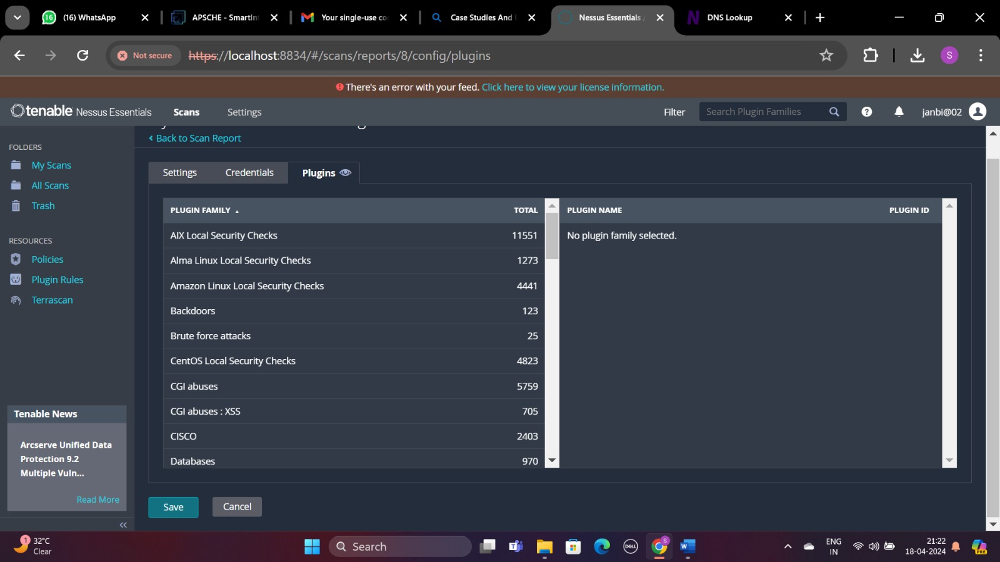 16
(16) WhatsApp
APSCHE - SmartInt
Your single-use co
Case Studies And
Nessus Essentials /
DNS Lookup
Not secure
https://localhost:8834/#/scans/reports/8/config/plugins
S
There's an error with your feed. Click here to view your license information.
tenable Nessus Essentials
Scans
Settings
Filter
Search Plugin Families
janbi@02
FOLDERS
My Scans
All Scans
Trash
RESOURCES
Policies
Plugin Rules
Terrascan
Back to Scan Report
Settings
Credentials
Plugins
PLUGIN FAMILY
TOTAL
PLUGIN NAME
PLUGIN ID
AIX Local Security Checks 11551
No plugin family selected.
Alma Linux Local Security Checks 1273
Amazon Linux Local Security Checks 4441
Backdoors 123
Brute force attacks 25
CentOS Local Security Checks 4823
CGI abuses 5759
CGI abuses : XSS 705
CISCO 2403
Databases 970
Save
Cancel
Tenable News
Arcserve Unified Data
Protection 9.2
Multiple Vuln...
Read More
1
32°C
Clear
Search
DELL
S
ENG
IN
21:22
18-04-2024
PRE